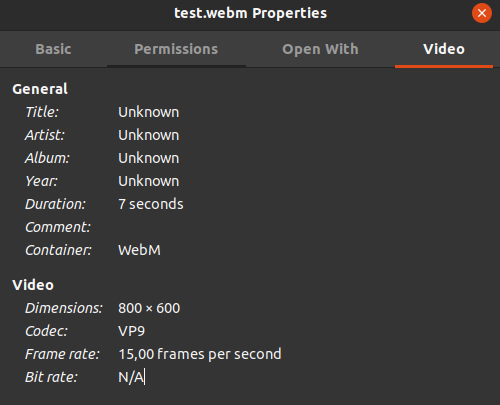 test.webm Properties
Basic Permissions Open With Video
General
Title: Unknown
Artist: Unknown
Album: Unknown
Year: Unknown
Duration: 7 seconds
Comment:
Container: WebM
Video
Dimensions: 800 × 600
Codec: VP9
Frame rate: 15,00 frames per second
Bit rate: N/A